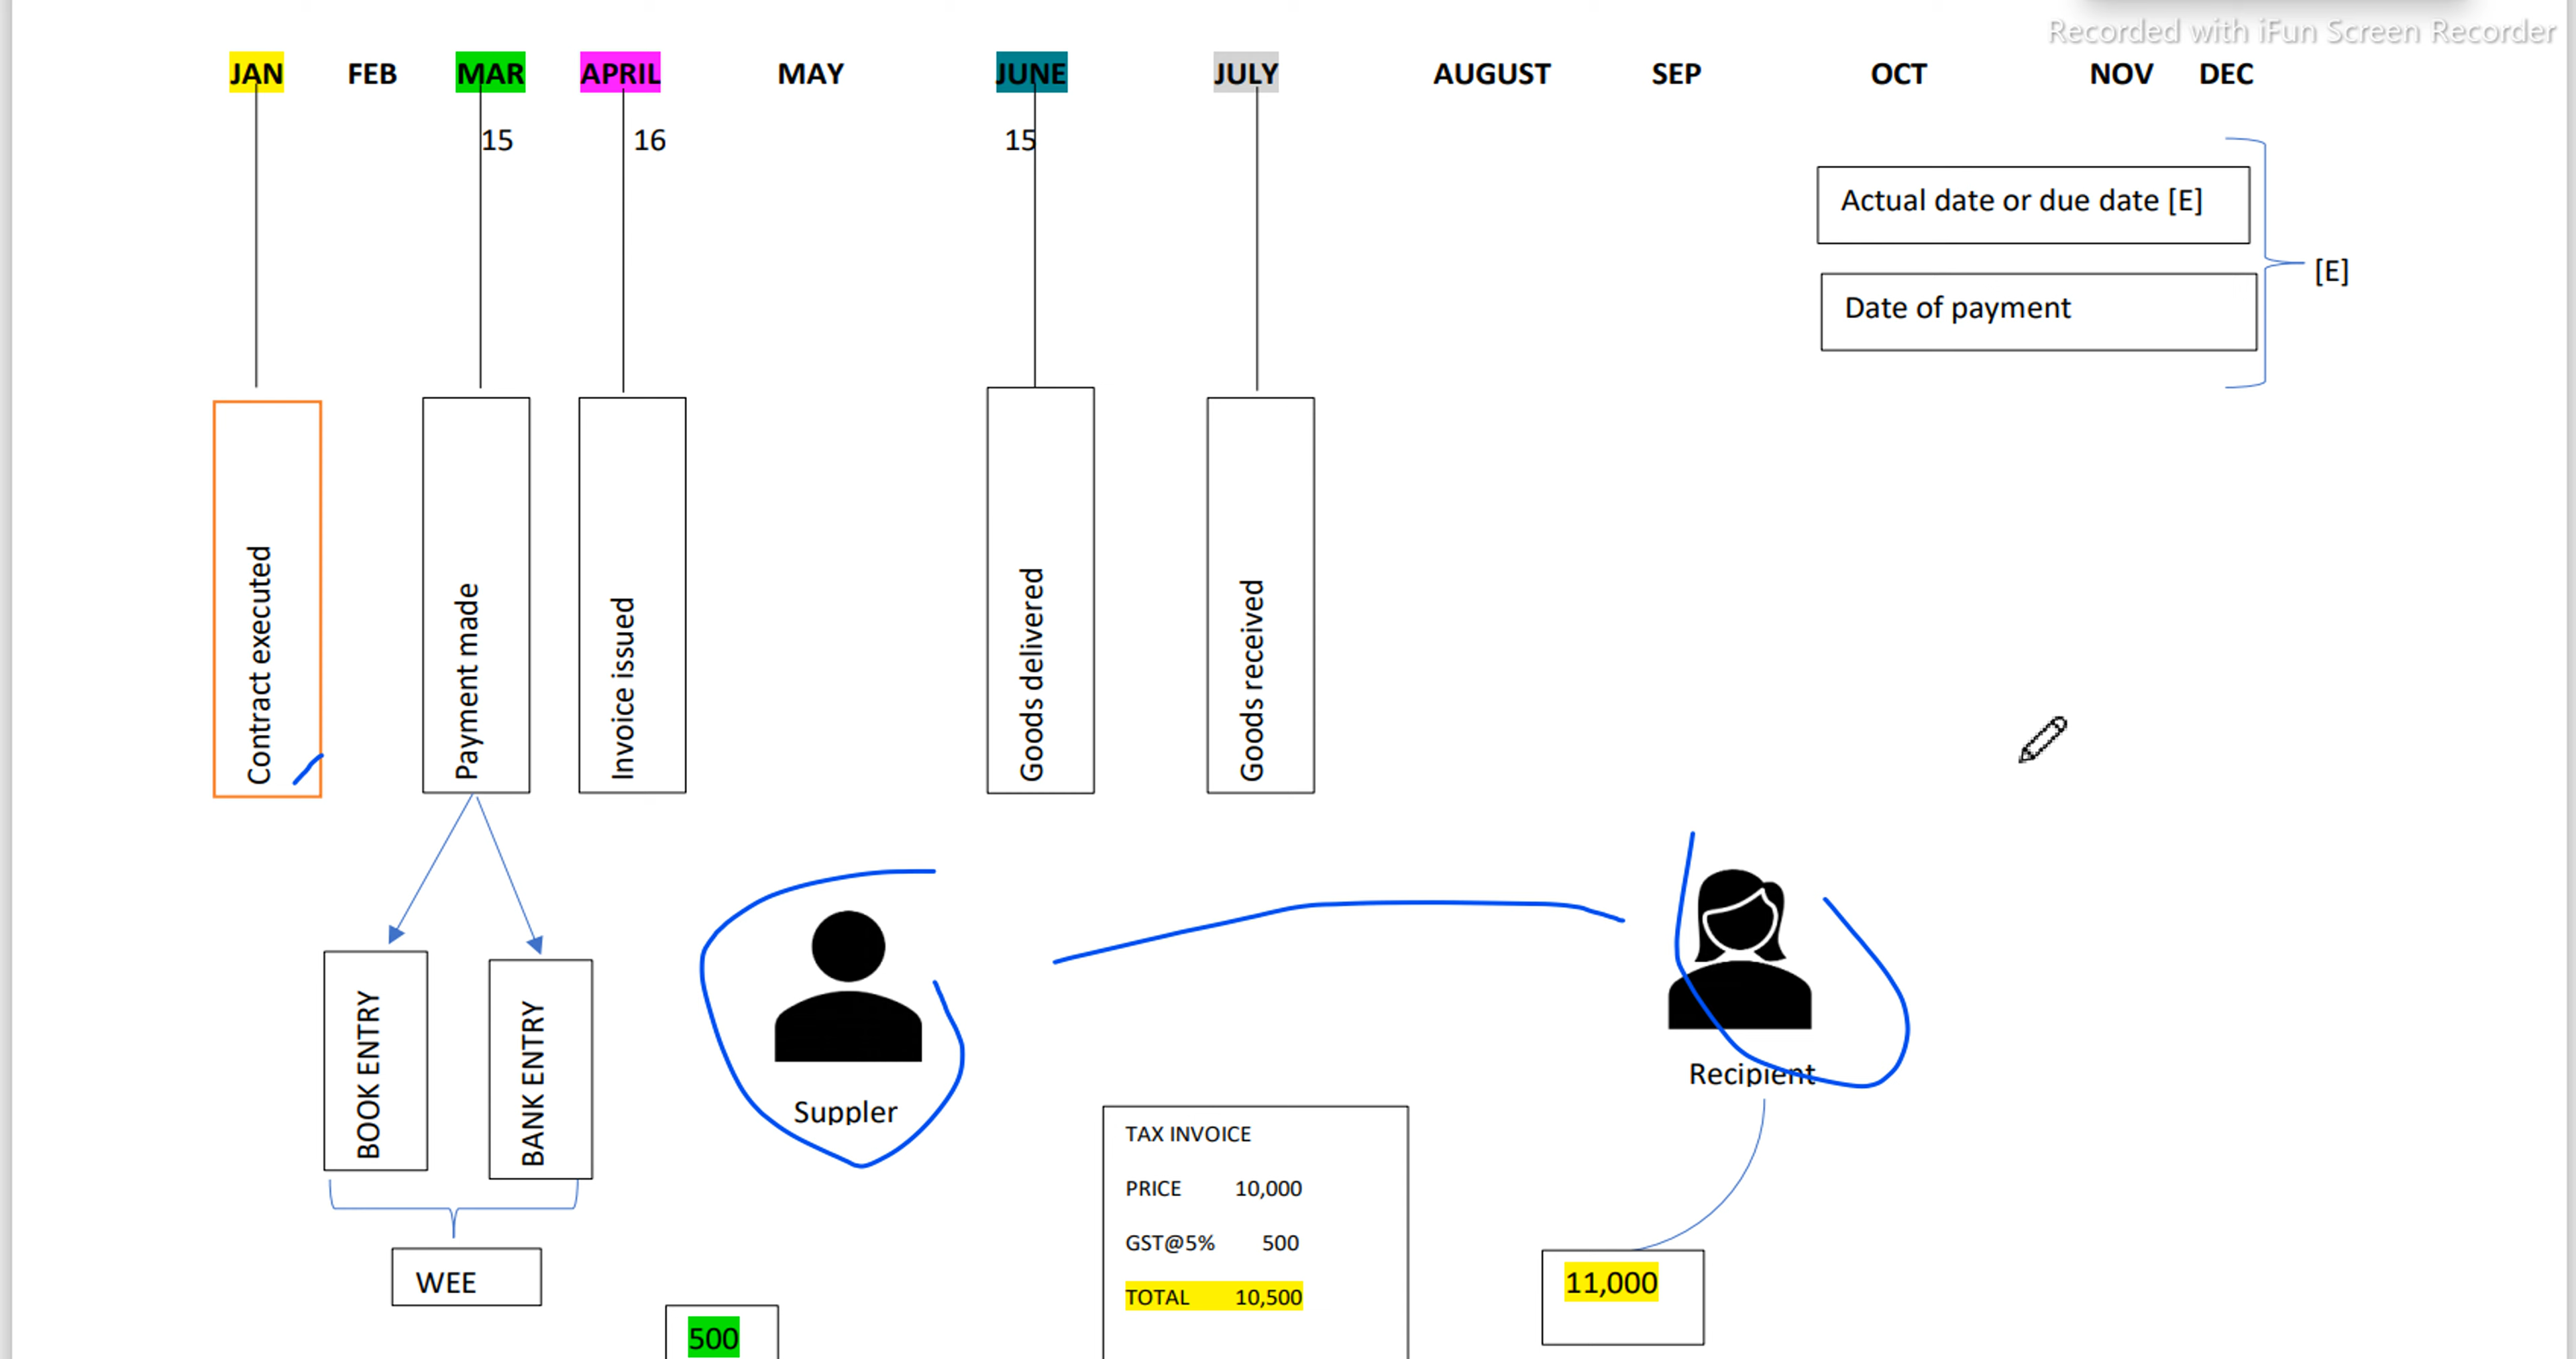 Recorded with iFun Screen Recorder
JAN FEB MAR APRIL MAY JUNE JULY AUGUST SEP OCT NOV DEC
15 16 15
Actual date or due date [E]
[E]
Date of payment
Contract executed
Payment made
Invoice issued
Goods delivered
Goods received
BOOK ENTRY
BANK ENTRY
WEE
Suppler
Recipient
TAX INVOICE
PRICE 10,000
GST@5% 500
TOTAL 10,500
11,000
500